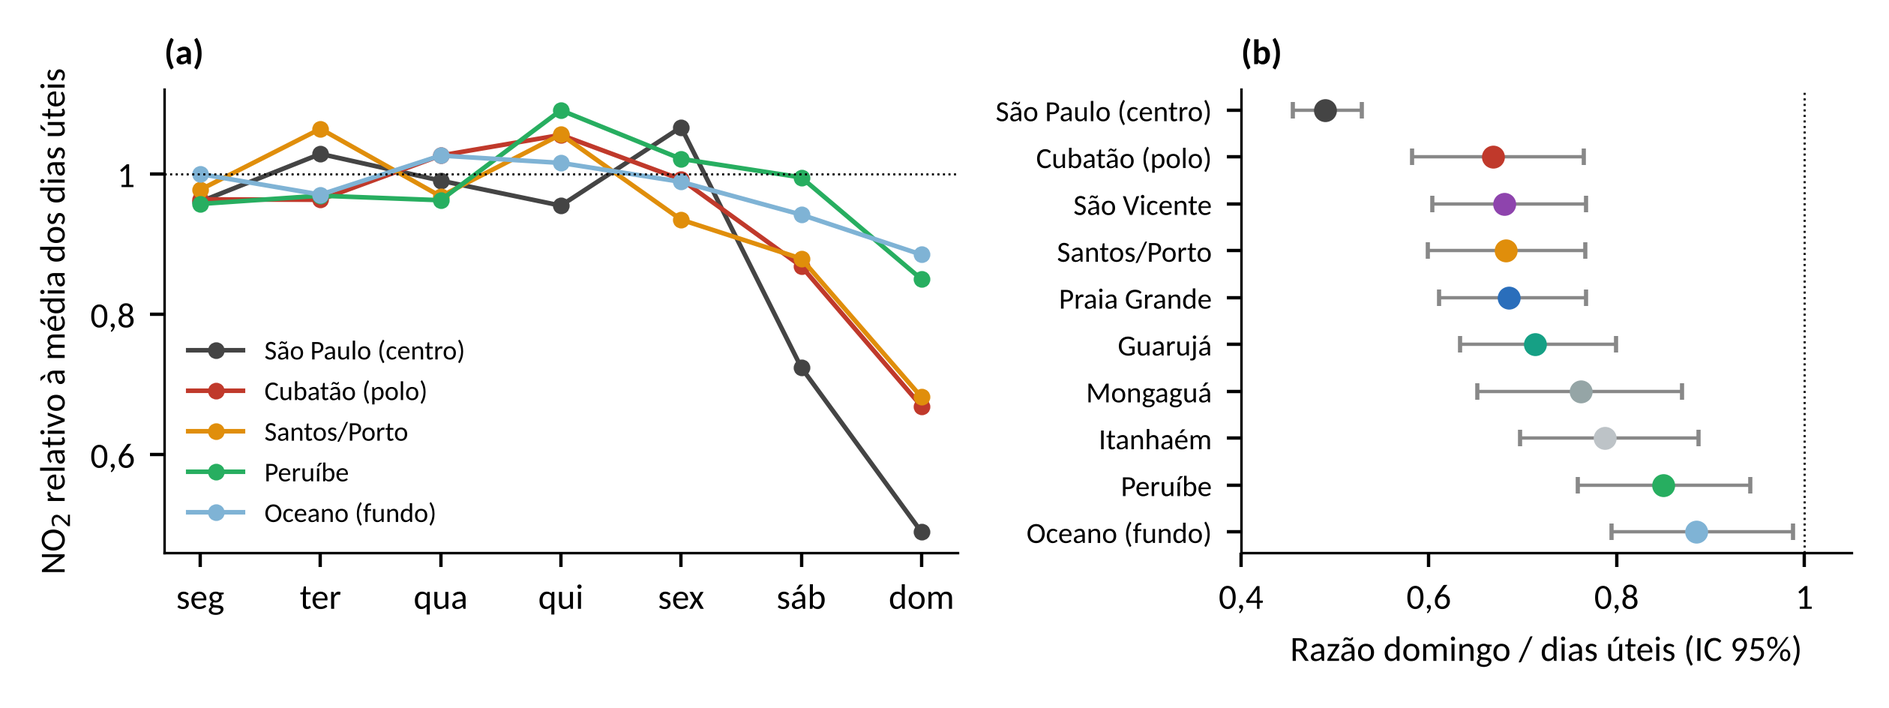 (a)
NO₂ relativo à média dos dias úteis
1
0,8
0,6
São Paulo (centro)
Cubatão (polo)
Santos/Porto
Peruíbe
Oceano (fundo)
seg ter qua qui sex sáb dom
(b)
São Paulo (centro)
Cubatão (polo)
São Vicente
Santos/Porto
Praia Grande
Guarujá
Mongaguá
Itanhaém
Peruíbe
Oceano (fundo)
0,4 0,6 0,8 1
Razão domingo / dias úteis (IC 95%)